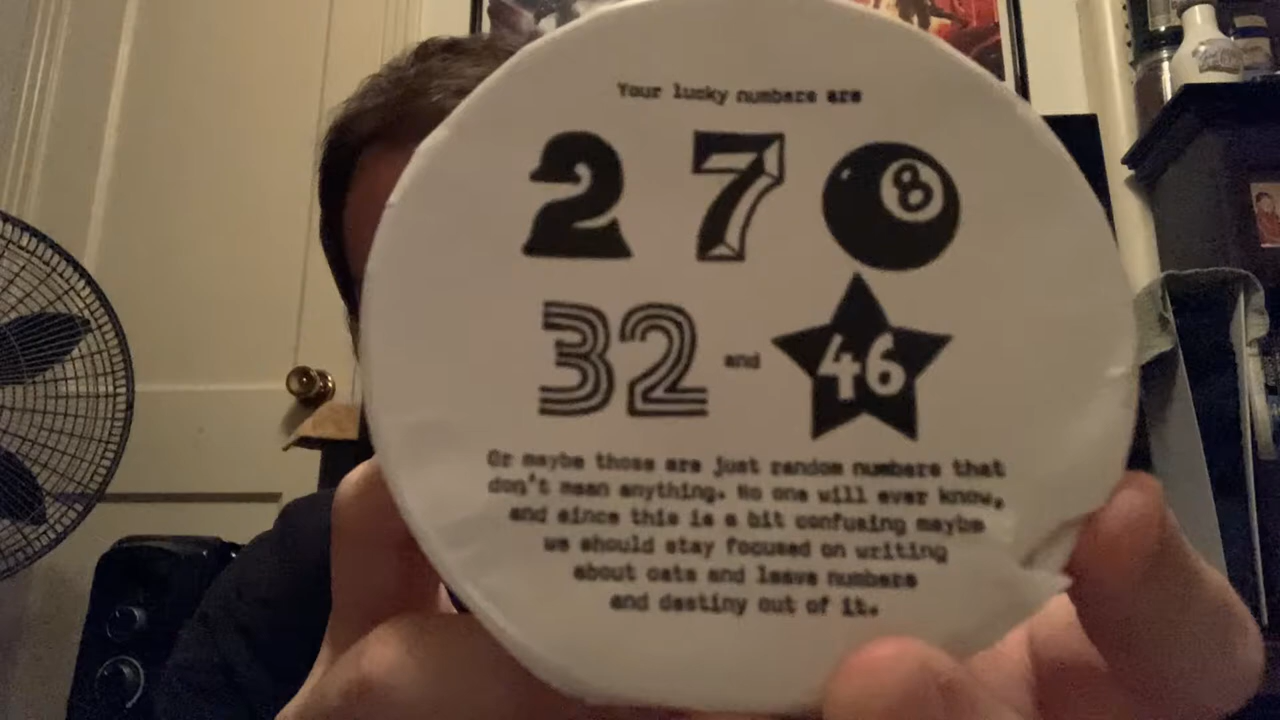 Your lucky numbers are
2 7 8
32 and 46
Or maybe those are just random numbers that
don't mean anything. No one will ever know,
and since this is a bit confusing maybe
we should stay focused on writing
about oats and leave numbers
and destiny out of it.